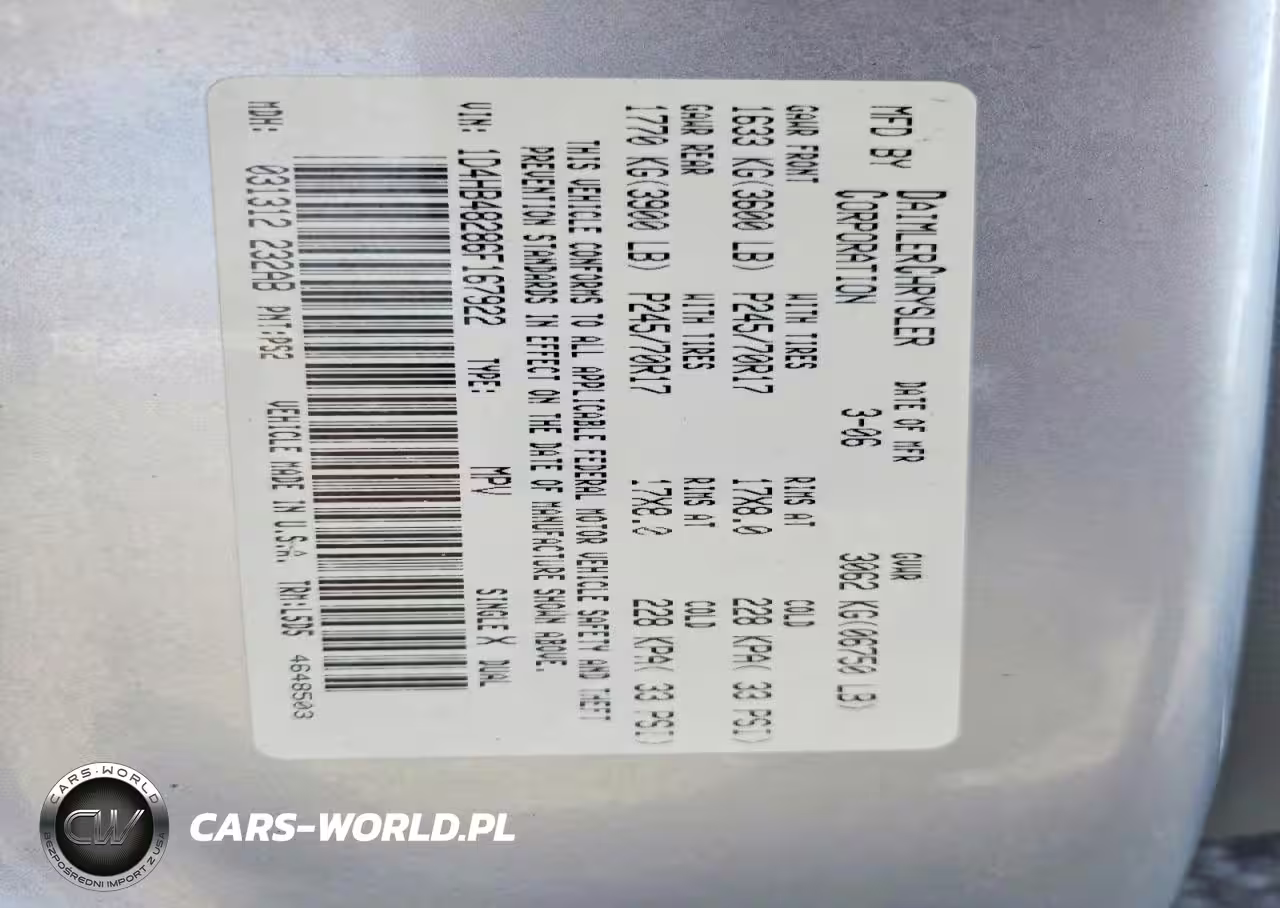 MFD BY DAIMLERCHRYSLER CORPORATION DATE OF MFR 3-06 GVWR 3062 KG(06750 LB)
GAWR FRONT WITH TIRES RIMS AT COLD
1633 KG(3600 LB) P245/70R17 17X8.0 228 KPA( 33 PSI)
GAWR REAR WITH TIRES RIMS AT COLD
1770 KG(3900 LB) P245/70R17 17X8.0 228 KPA( 33 PSI)
THIS VEHICLE CONFORMS TO ALL APPLICABLE FEDERAL MOTOR VEHICLE SAFETY AND THEFT
PREVENTION STANDARDS IN EFFECT ON THE DATE OF MANUFACTURE SHOWN ABOVE.
VIN: 1D4HB48286F167922 TYPE: MPV SINGLE X DUAL
MDH: 031312 232AB PNT:PS2 VEHICLE MADE IN U.S.A. TRM:L5DS 4648503
CARS-WORLD
CW
BEZPOŚREDNI IMPORT Z USA
CARS-WORLD.PL